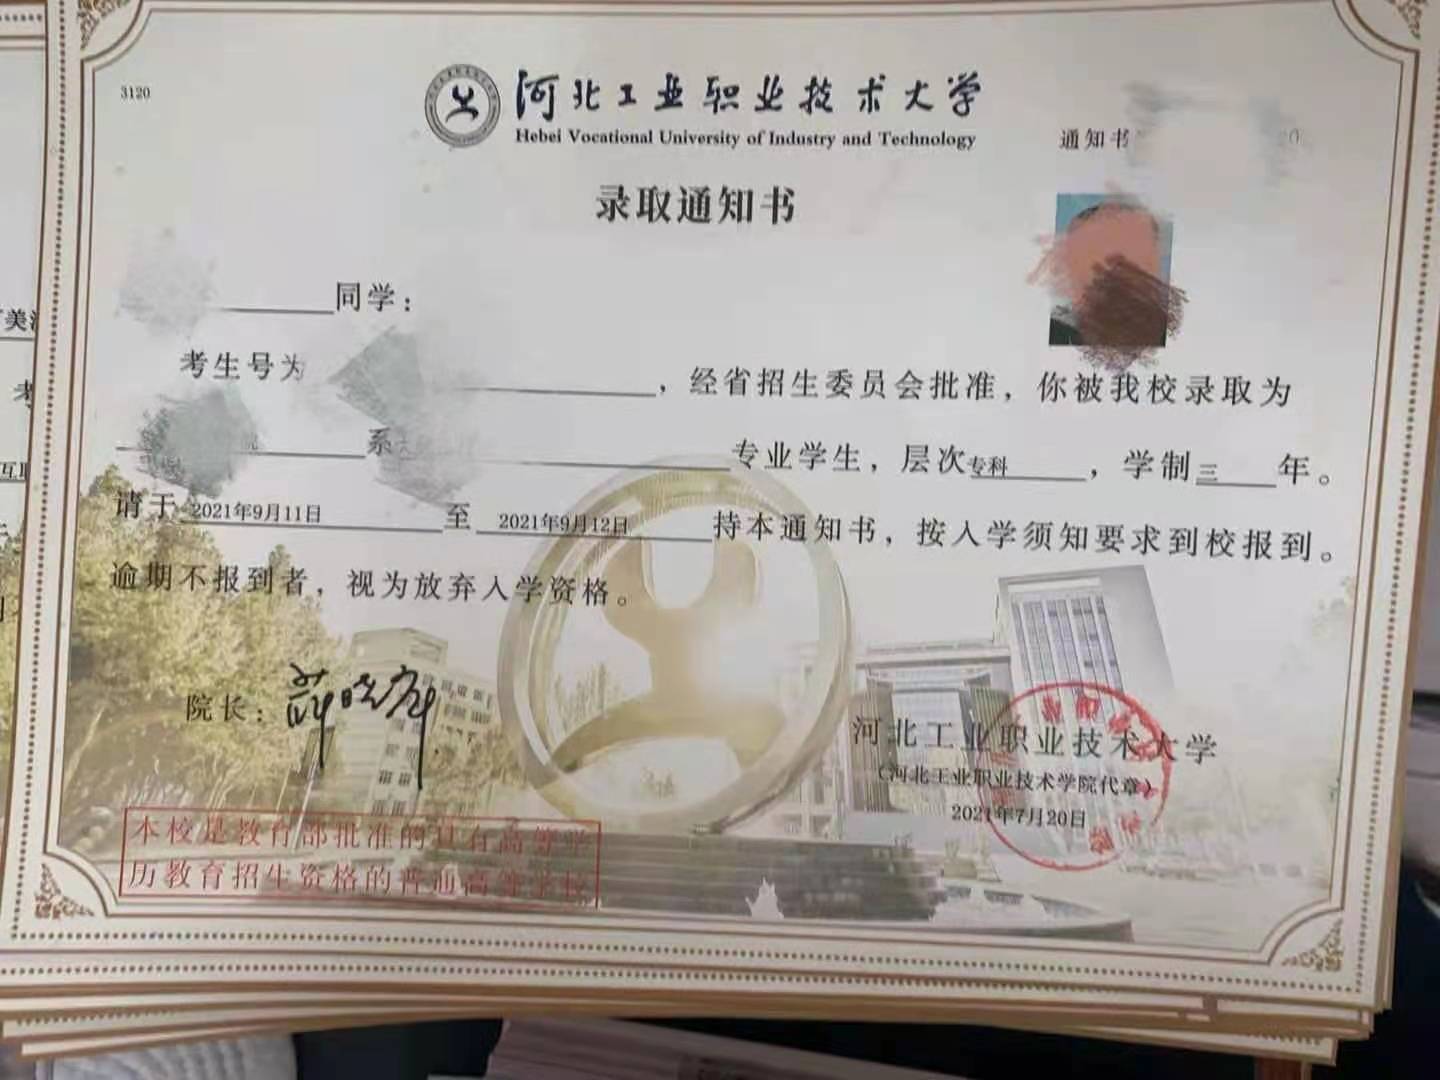 3120
河北工业职业技术大学
Hebei Vocational University of Industry and Technology
通知书
录取通知书
同学：
考生号为，经省招生委员会批准，你被我校录取为
系专业学生，层次专科，学制三年。
请于2021年9月11日至2021年9月12日持本通知书，按入学须知要求到校报到。
逾期不报到者，视为放弃入学资格。
院长：
河北工业职业技术大学
（河北工业职业技术学院代章）
2021年7月20日
本校是教育部批准的具有高等学
历教育招生资格的普通高等学校